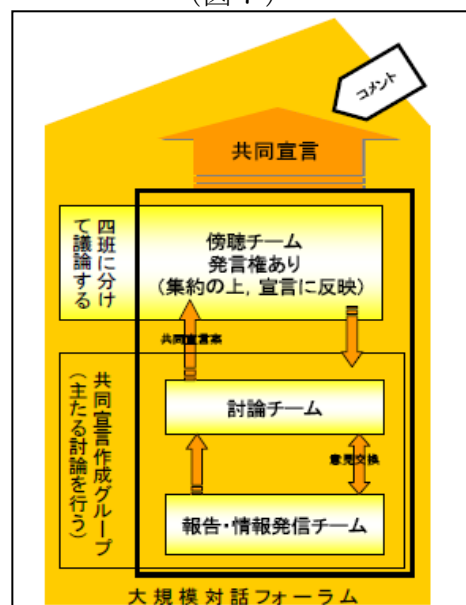 (図1)
コメント
共同宣言
四班に分け
て議論する
傍聴チーム
発言権あり
(集約の上, 宣言に反映)
共同宣言案
共同宣言作成グループ
(主たる討論を行う)
討論チーム
意見交換
報告・情報発信チーム
大規模対話フォーラム